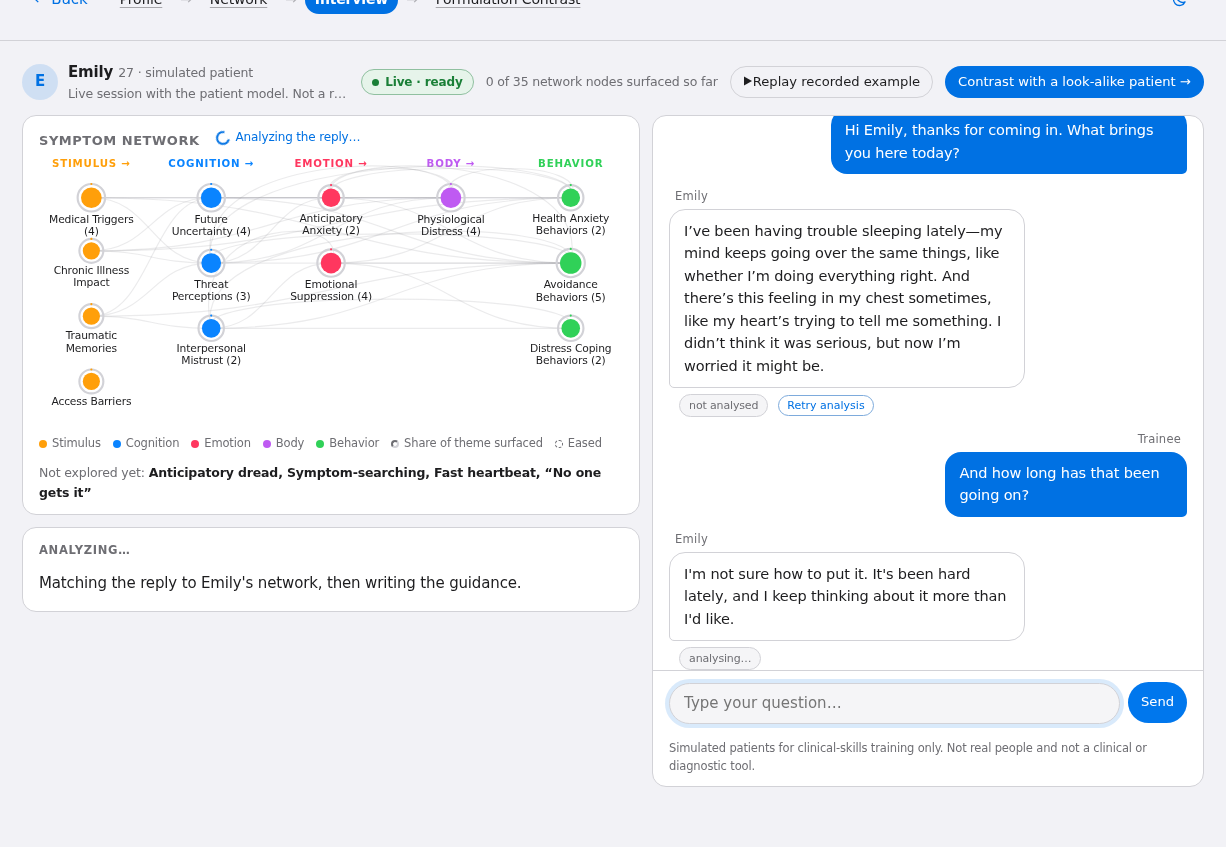 Back
Profile → Network → Interview → Formulation Contrast
E
Emily 27 · simulated patient
Live session with the patient model. Not a r…
Live · ready
0 of 35 network nodes surfaced so far
Replay recorded example
Contrast with a look-alike patient →
SYMPTOM NETWORK
Analyzing the reply…
STIMULUS → COGNITION → EMOTION → BODY → BEHAVIOR
Medical Triggers
(4)
Future
Uncertainty (4)
Anticipatory
Anxiety (2)
Physiological
Distress (4)
Health Anxiety
Behaviors (2)
Chronic Illness
Impact
Threat
Perceptions (3)
Emotional
Suppression (4)
Avoidance
Behaviors (5)
Traumatic
Memories
Interpersonal
Mistrust (2)
Distress Coping
Behaviors (2)
Access Barriers
Stimulus Cognition Emotion Body Behavior Share of theme surfaced Eased
Not explored yet: Anticipatory dread, Symptom-searching, Fast heartbeat, “No one
gets it”
ANALYZING…
Matching the reply to Emily's network, then writing the guidance.
Hi Emily, thanks for coming in. What brings
you here today?
Emily
I’ve been having trouble sleeping lately—my
mind keeps going over the same things, like
whether I’m doing everything right. And
there’s this feeling in my chest sometimes,
like my heart’s trying to tell me something. I
didn’t think it was serious, but now I’m
worried it might be.
not analysed
Retry analysis
Trainee
And how long has that been
going on?
Emily
I'm not sure how to put it. It's been hard
lately, and I keep thinking about it more than
I'd like.
analysing…
Type your question…
Send
Simulated patients for clinical-skills training only. Not real people and not a clinical or
diagnostic tool.